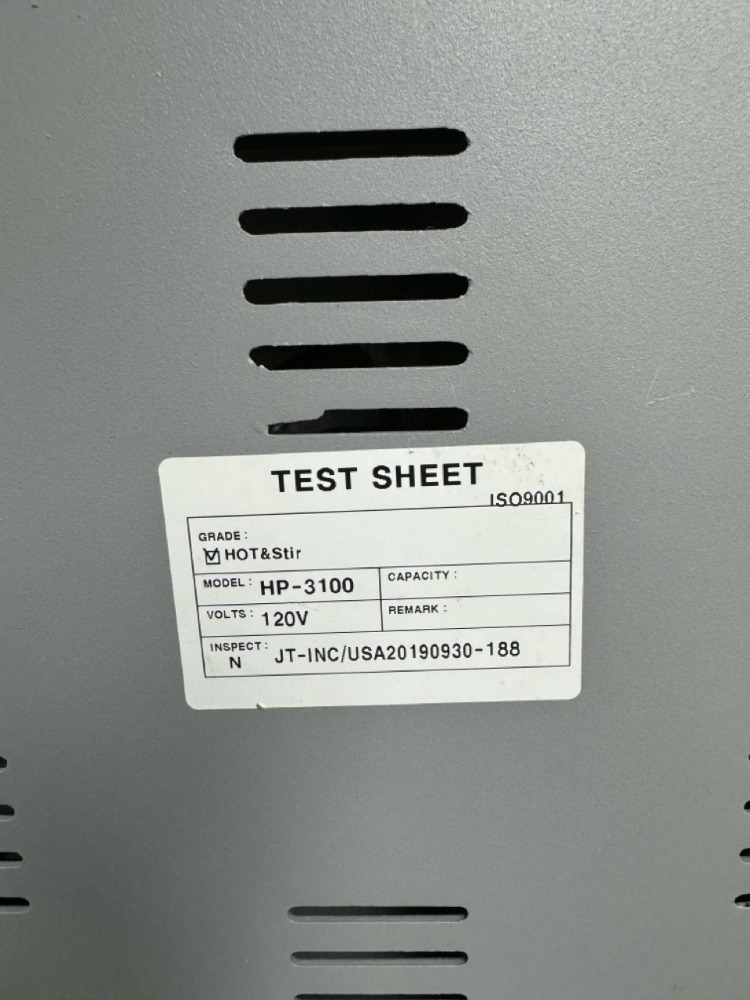 TEST SHEET
ISO9001
GRADE :
☑ HOT&Stir
MODEL : HP-3100 CAPACITY :
VOLTS : 120V REMARK :
INSPECT : JT-INC/USA20190930-188
N